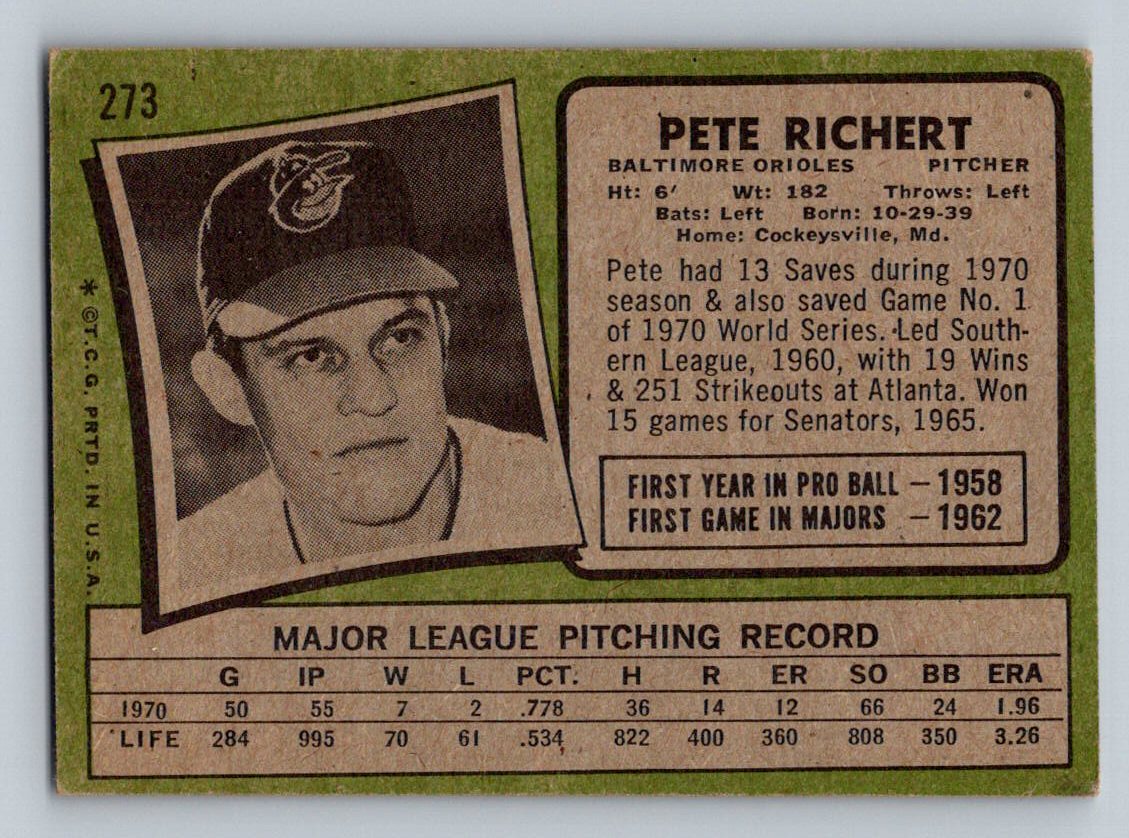 273
PETE RICHERT
BALTIMORE ORIOLES PITCHER
Ht: 6' Wt: 182 Throws: Left
Bats: Left Born: 10-29-39
Home: Cockeysville, Md.
Pete had 13 Saves during 1970
season & also saved Game No. 1
of 1970 World Series. Led South-
ern League, 1960, with 19 Wins
& 251 Strikeouts at Atlanta. Won
15 games for Senators, 1965.
FIRST YEAR IN PRO BALL – 1958
FIRST GAME IN MAJORS – 1962
* ©T.C.G. PRTD. IN U.S.A.
MAJOR LEAGUE PITCHING RECORD
G IP W L PCT. H R ER SO BB ERA
1970 50 55 7 2 .778 36 14 12 66 24 1.96
LIFE 284 995 70 61 .534 822 400 360 808 350 3.26